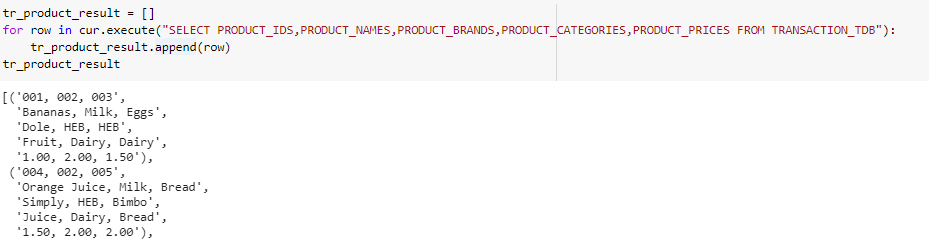 tr_product_result = []
for row in cur.execute("SELECT PRODUCT_IDS,PRODUCT_NAMES,PRODUCT_BRANDS,PRODUCT_CATEGORIES,PRODUCT_PRICES FROM TRANSACTION_TDB"):
    tr_product_result.append(row)
tr_product_result
[('001, 002, 003',
  'Bananas, Milk, Eggs',
  'Dole, HEB, HEB',
  'Fruit, Dairy, Dairy',
  '1.00, 2.00, 1.50'),
 ('004, 002, 005',
  'Orange Juice, Milk, Bread',
  'Simply, HEB, Bimbo',
  'Juice, Dairy, Bread',
  '1.50, 2.00, 2.00'),